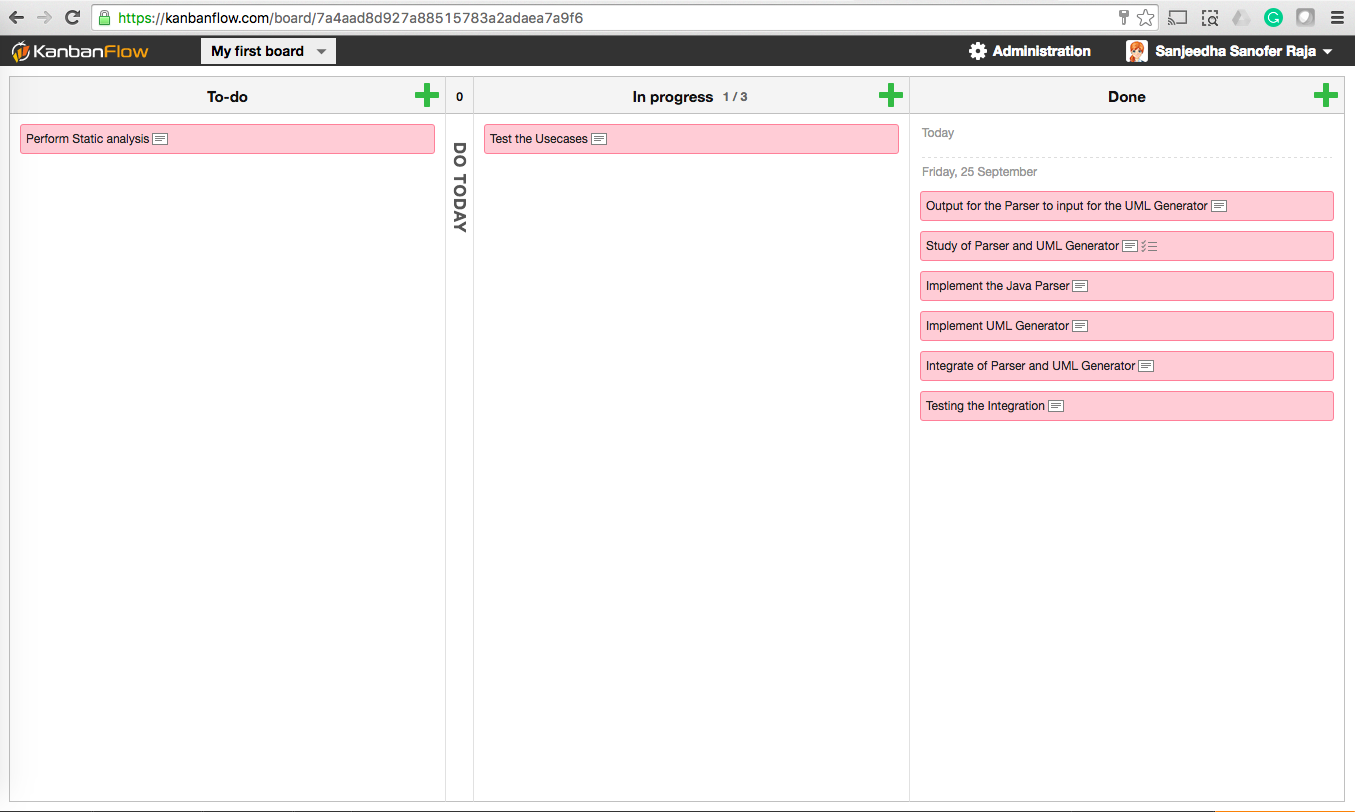 https://kanbanflow.com/board/7a4aad8d927a88515783a2adaea7a9f6
KanbanFlow
My first board
Administration
Sanjeedha Sanofer Raja
To-do
0
In progress 1 / 3
Done
Perform Static analysis
DO TODAY
Test the Usecases
Today
Friday, 25 September
Output for the Parser to input for the UML Generator
Study of Parser and UML Generator
Implement the Java Parser
Implement UML Generator
Integrate of Parser and UML Generator
Testing the Integration